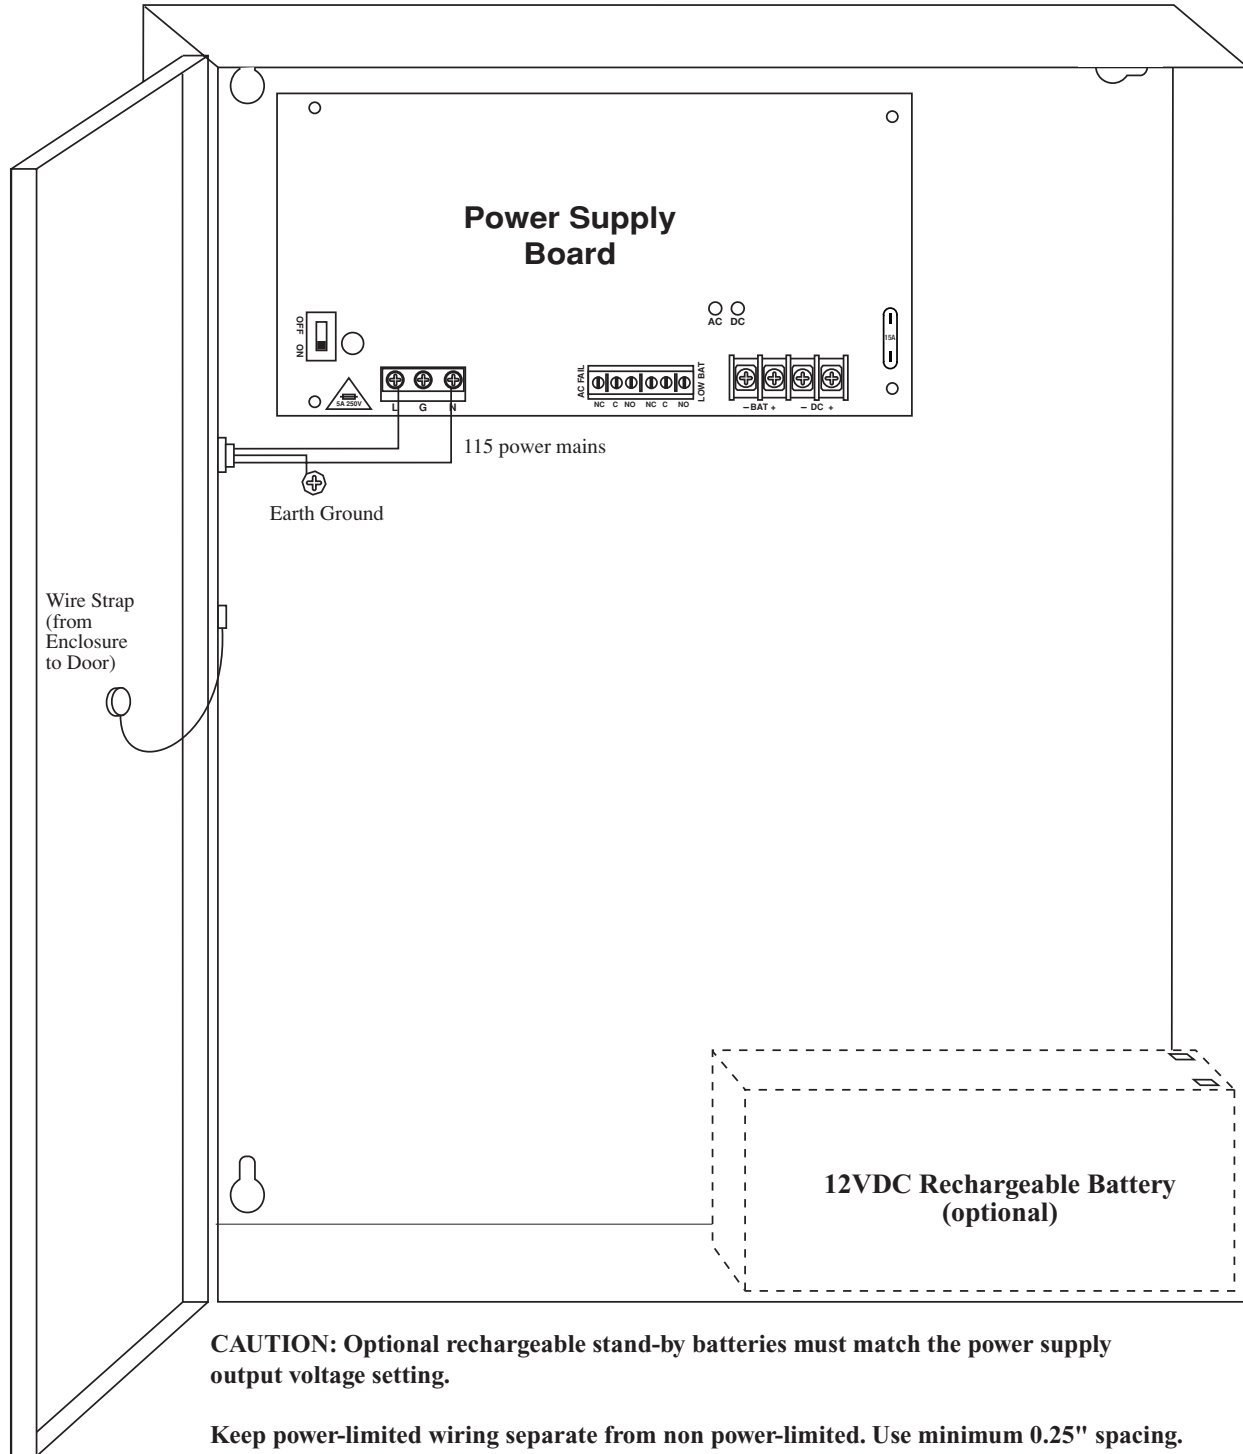 Power Supply
Board
OFF
ON
AC DC
15A
5A 250V
L G N
AC FAIL
NC C NO NC C NO
LOW BAT
– BAT + – DC +
115 power mains
Earth Ground
Wire Strap
(from
Enclosure
to Door)
12VDC Rechargeable Battery
(optional)
CAUTION: Optional rechargeable stand-by batteries must match the power supply
output voltage setting.
Keep power-limited wiring separate from non power-limited. Use minimum 0.25" spacing.